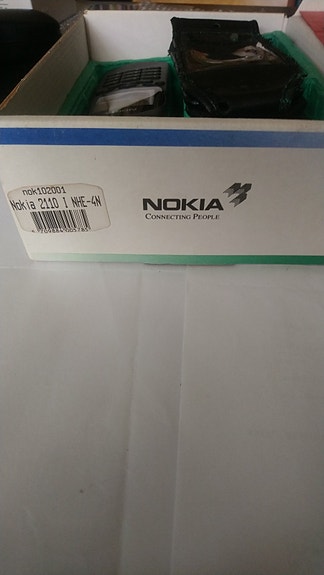 nok102001
Nokia 2110 I NHE-4N
NOKIA
CONNECTING PEOPLE